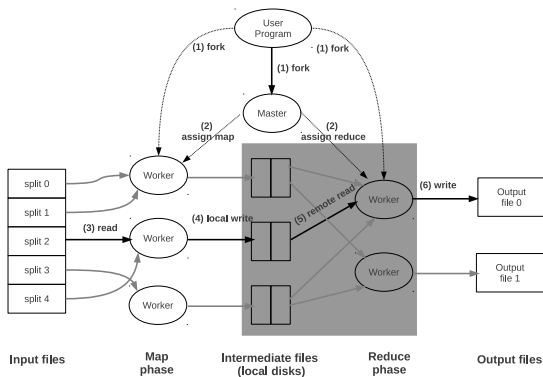 User
Program
(1) fork
(1) fork
(1) fork
Master
(2)
assign map
(2)
assign reduce
split 0
split 1
split 2
split 3
split 4
(3) read
Worker
Worker
Worker
(4) local write
(5) remote read
Worker
Worker
(6) write
Output
file 0
Output
file 1
Input files
Map
phase
Intermediate files
(local disks)
Reduce
phase
Output files